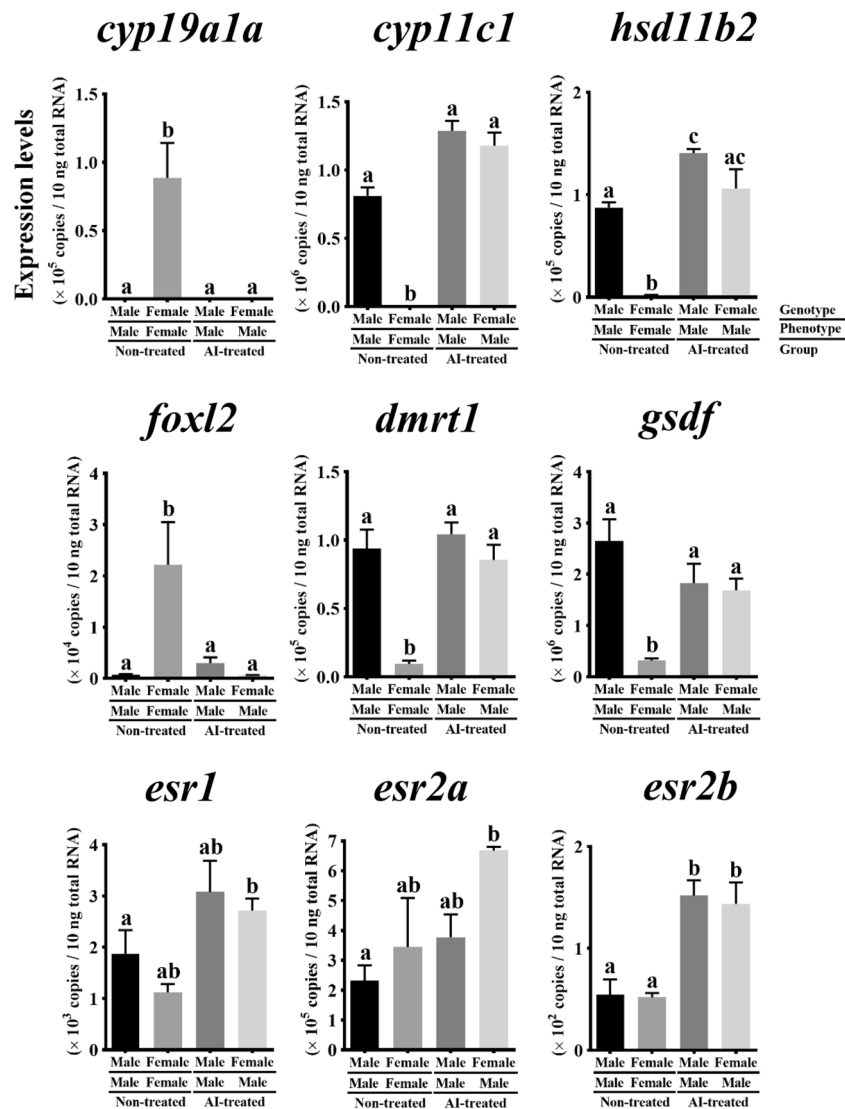 cyp19a1a cyp11c1 hsd11b2
Expression levels
(× 10⁵ copies / 10 ng total RNA)
1.5
1.0
0.5
0.0
a b a a
Male Female Male Female
Male Female Male Male
Non-treated AI-treated
(× 10⁶ copies / 10 ng total RNA)
1.5
1.0
0.5
0.0
a b a a
Male Female Male Female
Male Female Male Male
Non-treated AI-treated
(× 10⁵ copies / 10 ng total RNA)
2
1
0
a b c ac
Male Female Male Female Genotype
Male Female Male Male Phenotype
Non-treated AI-treated Group
foxl2 dmrt1 gsdf
(× 10⁴ copies / 10 ng total RNA)
4
3
2
1
0
a b a a
Male Female Male Female
Male Female Male Male
Non-treated AI-treated
(× 10⁵ copies / 10 ng total RNA)
1.5
1.0
0.5
0.0
a b a a
Male Female Male Female
Male Female Male Male
Non-treated AI-treated
(× 10⁶ copies / 10 ng total RNA)
4
3
2
1
0
a b a a
Male Female Male Female
Male Female Male Male
Non-treated AI-treated
esr1 esr2a esr2b
(× 10³ copies / 10 ng total RNA)
4
3
2
1
0
a ab ab b
Male Female Male Female
Male Female Male Male
Non-treated AI-treated
(× 10⁵ copies / 10 ng total RNA)
7
6
5
4
3
2
1
0
a ab ab b
Male Female Male Female
Male Female Male Male
Non-treated AI-treated
(× 10² copies / 10 ng total RNA)
2
1
0
a a b b
Male Female Male Female
Male Female Male Male
Non-treated AI-treated